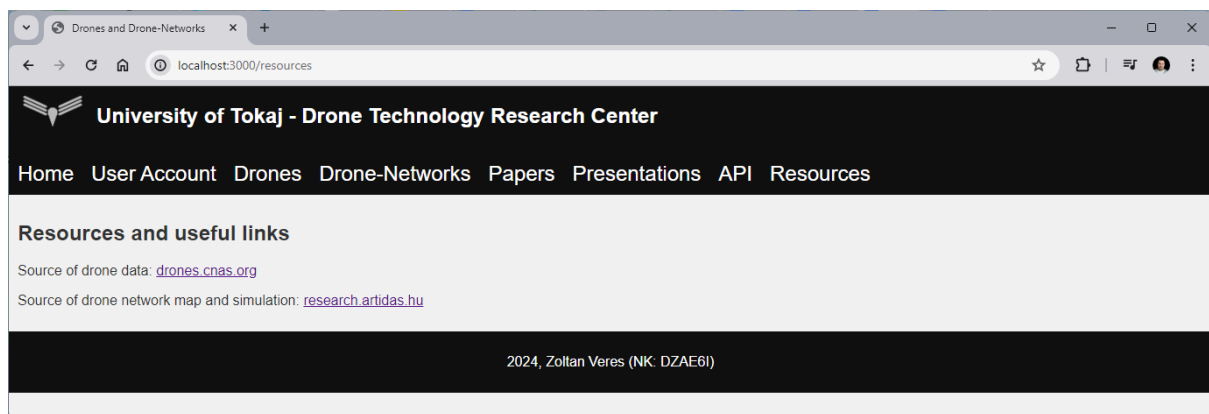 Drones and Drone-Networks
localhost:3000/resources
University of Tokaj - Drone Technology Research Center
Home User Account Drones Drone-Networks Papers Presentations API Resources
Resources and useful links
Source of drone data: drones.cnas.org
Source of drone network map and simulation: research.artidas.hu
2024, Zoltan Veres (NK: DZAE6I)